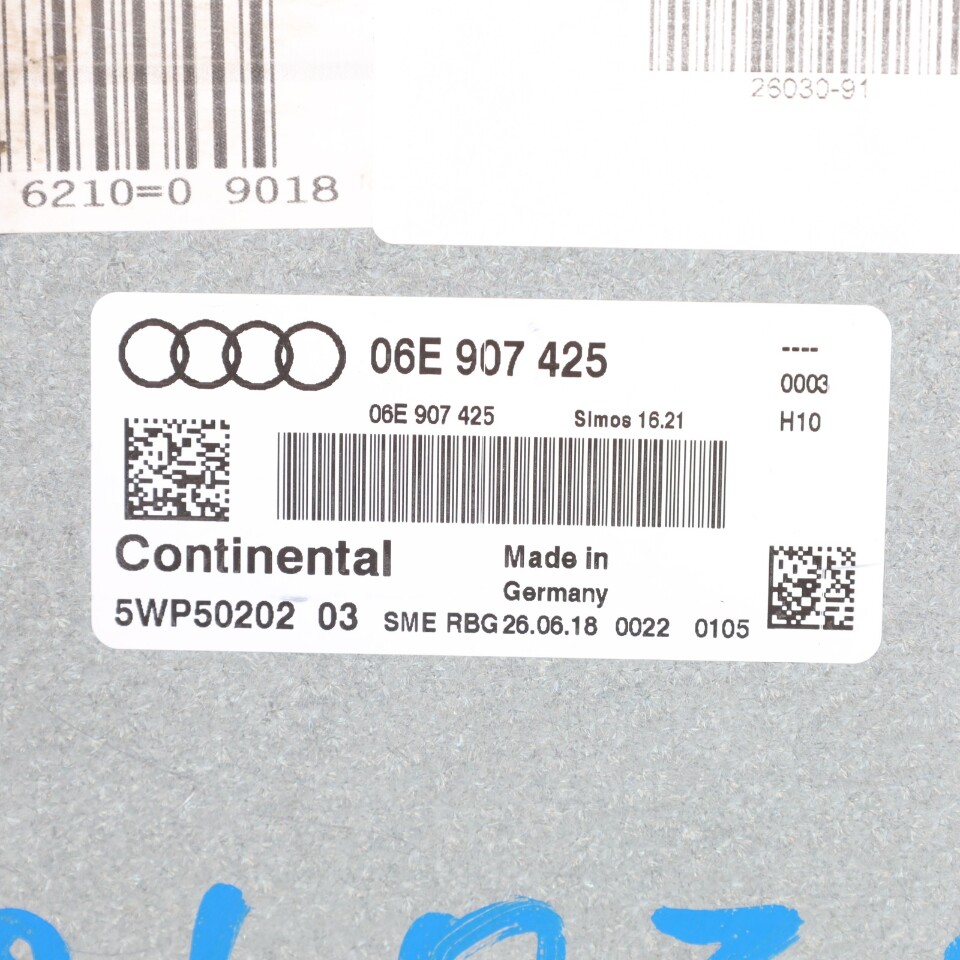 26030-91
6210=0 9018
06E 907 425
----
0003
06E 907 425 Simos 16.21 H10
Continental
Made in
Germany
5WP50202 03 SME RBG 26.06.18 0022 0105